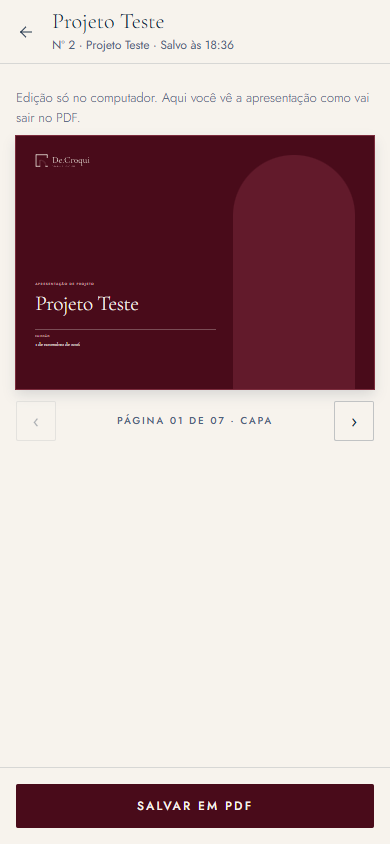 Projeto Teste
Nº 2 · Projeto Teste · Salvo às 18:36
Edição só no computador. Aqui você vê a apresentação como vai
sair no PDF.
De.Croqui
APRESENTAÇÃO DE PROJETO
Projeto Teste
‹
PÁGINA 01 DE 07 · CAPA
›
SALVAR EM PDF